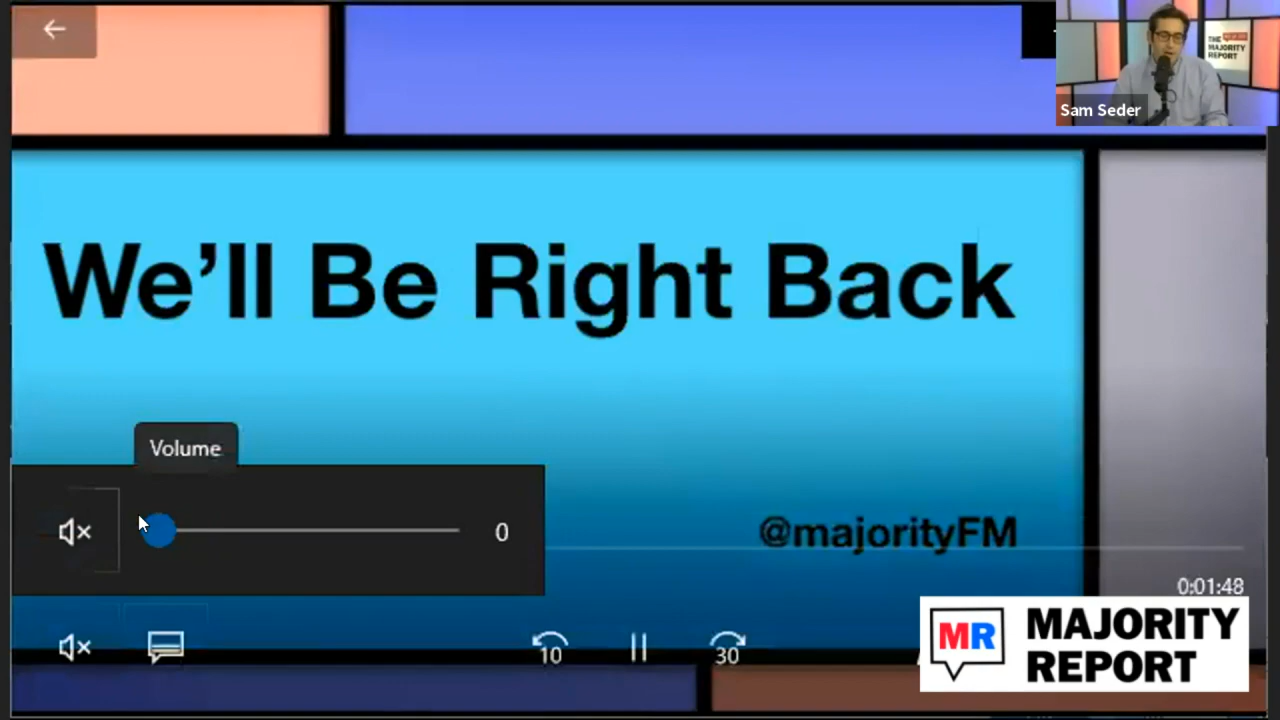 THE
MAJORITY
REPORT
Sam Seder
We'll Be Right Back
Volume
0
@majorityFM
0:01:48
10
30
MR
MAJORITY
REPORT